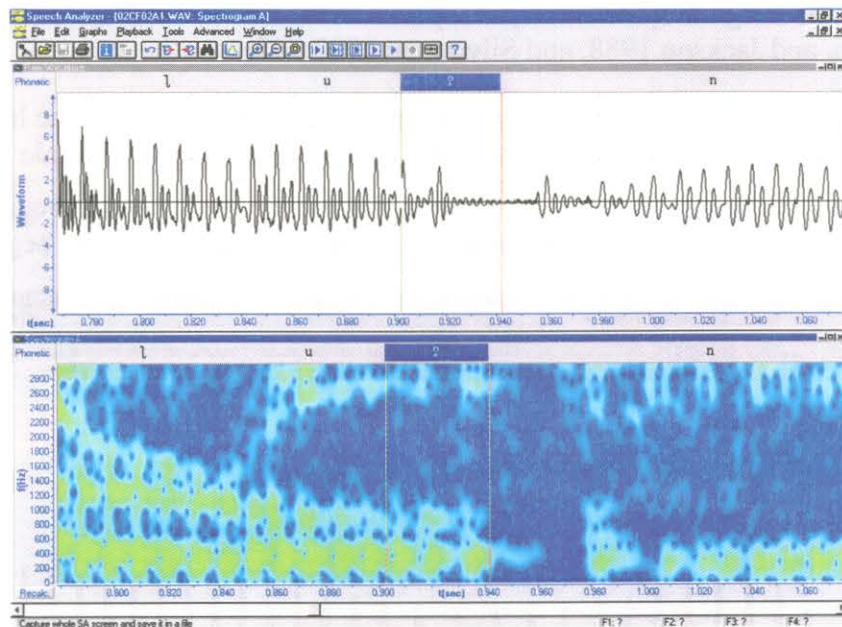 Speech Analyzer - [02CF02A1.WAV: Spectrogram A]
File Edit Graphs Playback Tools Advanced Window Help
Phonetic l u ʔ n
Waveform
8
6
4
2
0
-2
-4
-6
-8
t(sec) 0.780 0.800 0.820 0.840 0.860 0.880 0.900 0.920 0.940 0.960 0.980 1.000 1.020 1.040 1.060
Phonetic l u ʔ n
f(Hz)
2800
2600
2400
2200
2000
1800
1600
1400
1200
1000
800
600
400
200
0
Recalc. 0.800 0.820 0.840 0.860 0.880 0.900 t(sec) 0.920 0.940 0.960 0.980 1.000 1.020 1.040 1.060
Capture whole SA screen and save it in a file F1: ? F2: ? F3: ? F4: ?